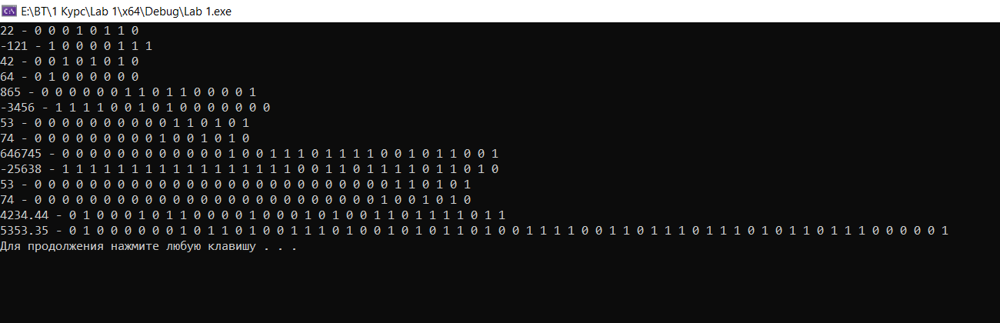 E:\BT\1 Курс\Lab 1\x64\Debug\Lab 1.exe
22 - 0 0 0 1 0 1 1 0
-121 - 1 0 0 0 0 1 1 1
42 - 0 0 1 0 1 0 1 0
64 - 0 1 0 0 0 0 0 0
865 - 0 0 0 0 0 0 1 1 0 1 1 0 0 0 0 1
-3456 - 1 1 1 1 0 0 1 0 1 0 0 0 0 0 0 0
53 - 0 0 0 0 0 0 0 0 0 0 1 1 0 1 0 1
74 - 0 0 0 0 0 0 0 0 0 1 0 0 1 0 1 0
646745 - 0 0 0 0 0 0 0 0 0 0 0 0 1 0 0 1 1 1 0 1 1 1 1 0 0 1 0 1 1 0 0 1
-25638 - 1 1 1 1 1 1 1 1 1 1 1 1 1 1 1 1 1 0 0 1 1 0 1 1 1 1 0 1 1 0 1 0
53 - 0 0 0 0 0 0 0 0 0 0 0 0 0 0 0 0 0 0 0 0 0 0 0 0 0 0 1 1 0 1 0 1
74 - 0 0 0 0 0 0 0 0 0 0 0 0 0 0 0 0 0 0 0 0 0 0 0 0 0 1 0 0 1 0 1 0
4234.44 - 0 1 0 0 0 1 0 1 1 0 0 0 0 1 0 0 0 1 0 1 0 0 1 1 0 1 1 1 1 0 1 1
5353.35 - 0 1 0 0 0 0 0 0 1 0 1 1 0 1 0 0 1 1 1 0 1 0 0 1 0 1 0 1 1 0 1 0 0 1 1 1 1 0 0 1 1 0 1 1 1 0 1 1 1 0 1 0 1 1 0 1 1 1 0 0 0 0 0 1
Для продолжения нажмите любую клавишу . . .